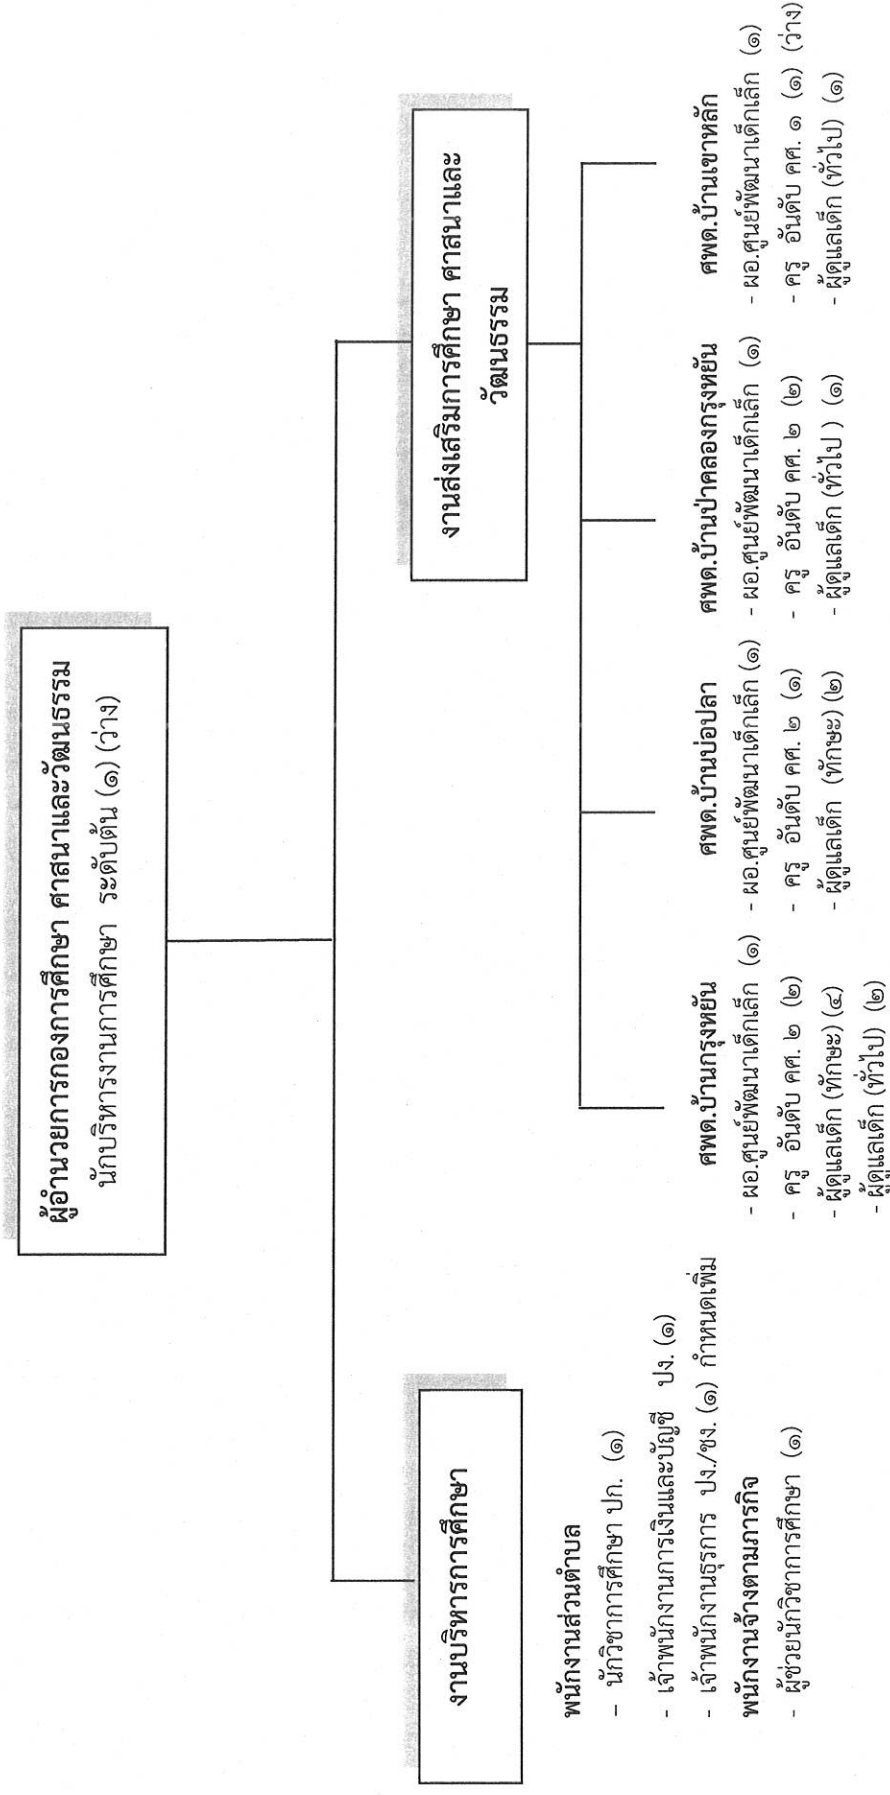 ผู้อำนวยการกองการศึกษา ศาสนาและวัฒนธรรม
นักบริหารงานการศึกษา ระดับต้น (๑) (ว่าง)
งานบริหารการศึกษา
พนักงานส่วนตำบล
- นักวิชาการศึกษา ปก. (๑)
- เจ้าพนักงานการเงินและบัญชี ปง. (๑)
- เจ้าพนักงานธุรการ ปง./ชง. (๑) กำหนดเพิ่ม
พนักงานจ้างตามภารกิจ
- ผู้ช่วยนักวิชาการศึกษา (๑)
งานส่งเสริมการศึกษา ศาสนาและ
วัฒนธรรม
ศพด.บ้านกรุงหยัน
- ผอ.ศูนย์พัฒนาเด็กเล็ก (๑)
- ครู อันดับ คศ. ๒ (๒)
- ผู้ดูแลเด็ก (ทักษะ) (๔)
- ผู้ดูแลเด็ก (ทั่วไป) (๒)
ศพด.บ้านบ่อปลา
- ผอ.ศูนย์พัฒนาเด็กเล็ก (๑)
- ครู อันดับ คศ. ๒ (๑)
- ผู้ดูแลเด็ก (ทักษะ) (๒)
ศพด.บ้านป่าคลองกรุงหยัน
- ผอ.ศูนย์พัฒนาเด็กเล็ก (๑)
- ครู อันดับ คศ. ๒ (๒)
- ผู้ดูแลเด็ก (ทั่วไป ) (๑)
ศพด.บ้านเขาหลัก
- ผอ.ศูนย์พัฒนาเด็กเล็ก (๑)
- ครู อันดับ คศ. ๑ (๑) (ว่าง)
- ผู้ดูแลเด็ก (ทั่วไป) (๑)